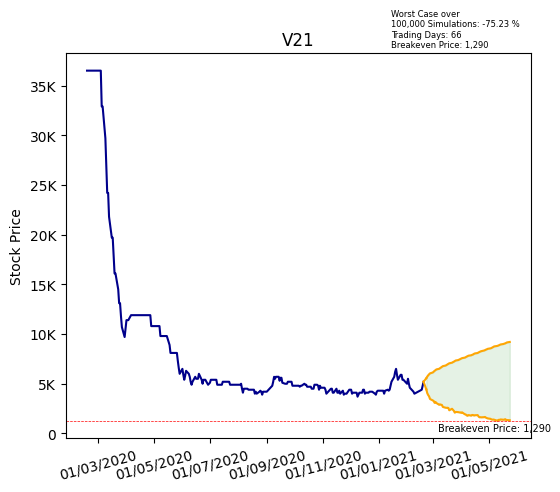 Worst Case over
100,000 Simulations: -75.23 %
Trading Days: 66
Breakeven Price: 1,290
V21
35K
30K
25K
20K
15K
10K
5K
0
Stock Price
Breakeven Price: 1,290
01/03/2020
01/05/2020
01/07/2020
01/09/2020
01/11/2020
01/01/2021
01/03/2021
01/05/2021